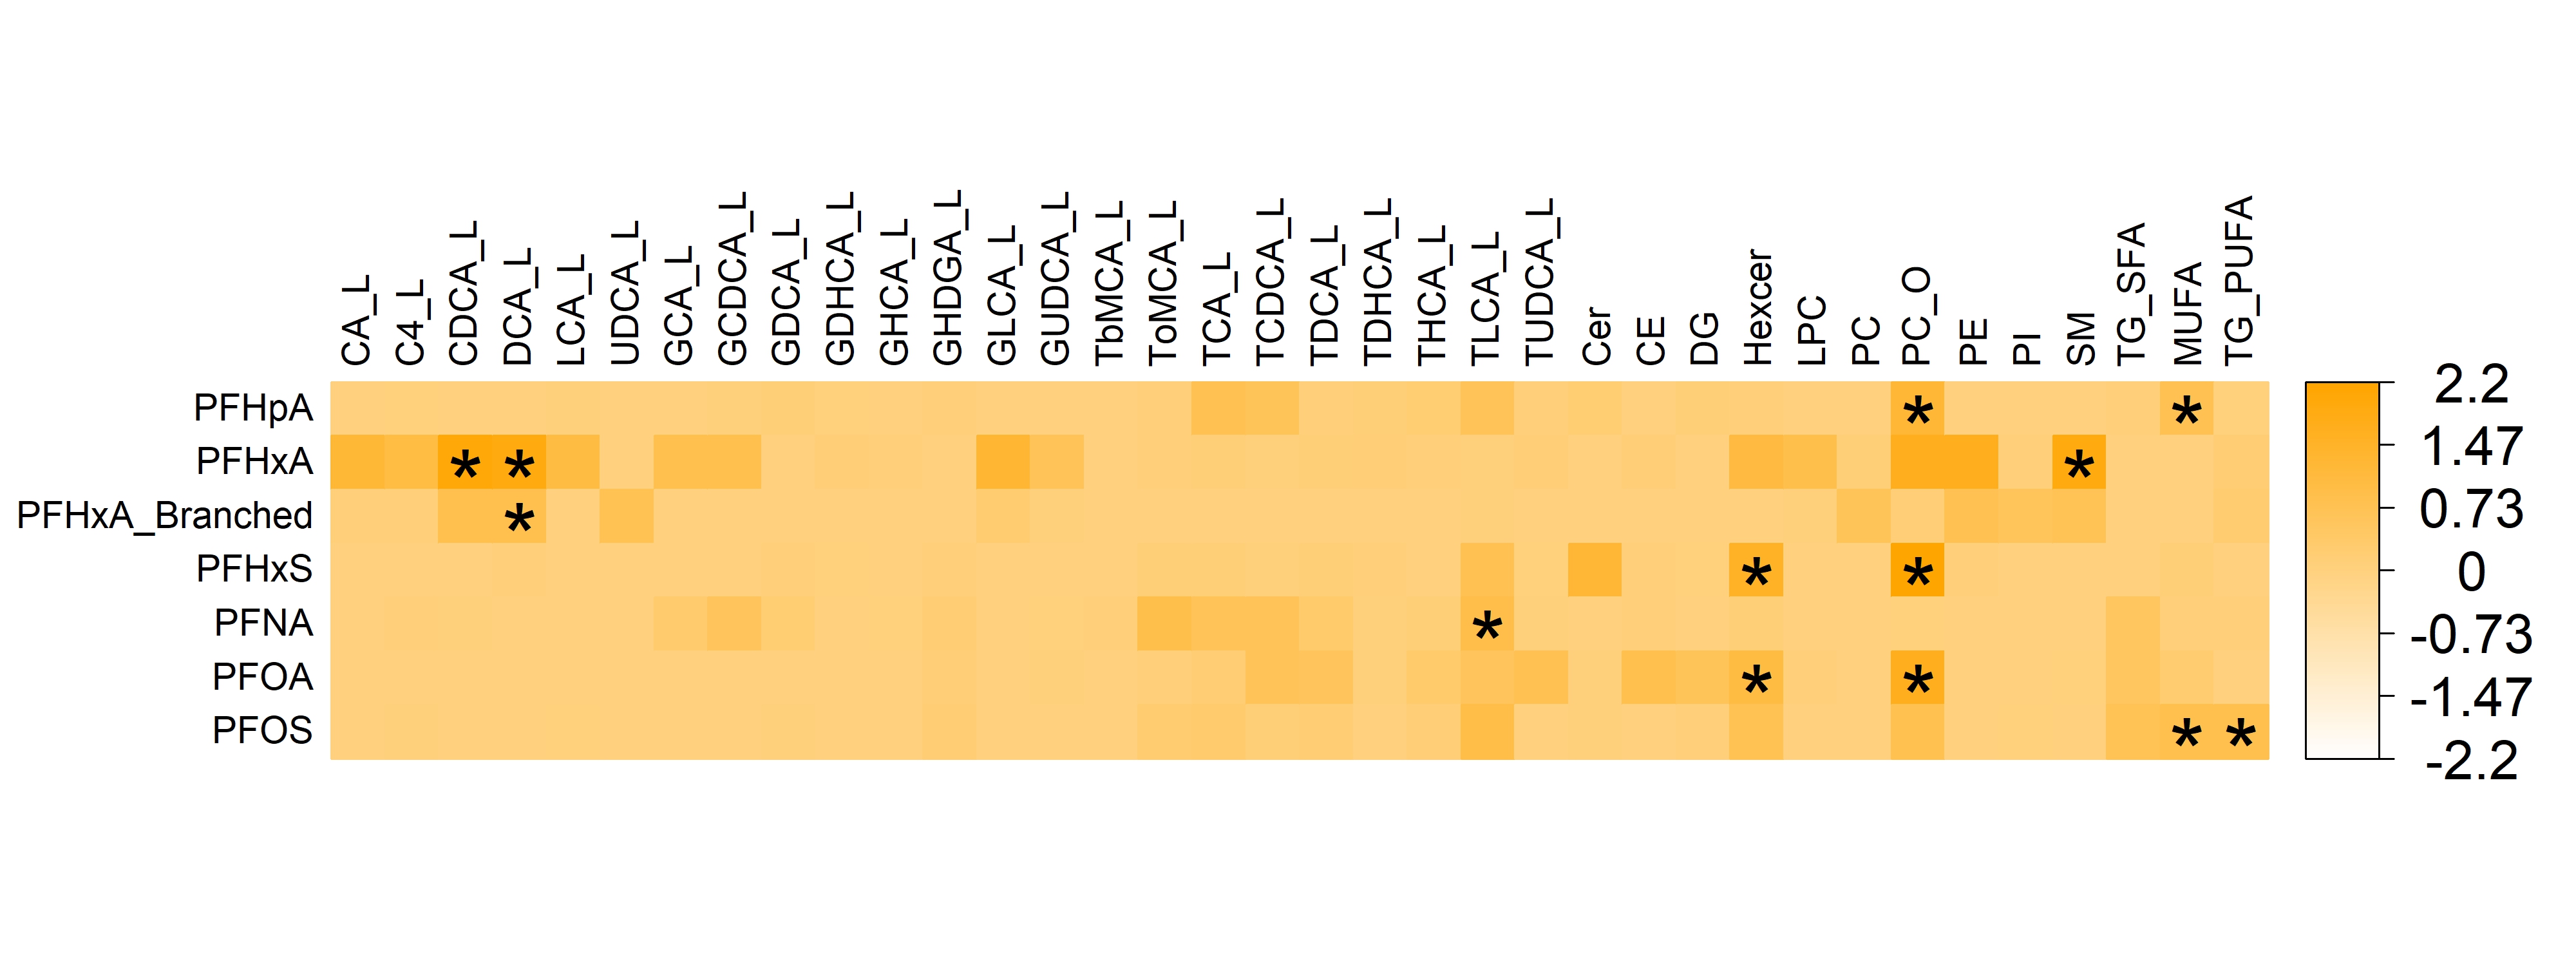 CA_L
C4_L
CDCA_L
DCA_L
LCA_L
UDCA_L
GCA_L
GCDCA_L
GDCA_L
GDHCA_L
GHCA_L
GHDGA_L
GLCA_L
GUDCA_L
TbMCA_L
ToMCA_L
TCA_L
TCDCA_L
TDCA_L
TDHCA_L
THCA_L
TLCA_L
TUDCA_L
Cer
CE
DG
Hexcer
LPC
PC
PC_O
PE
PI
SM
TG_SFA
MUFA
TG_PUFA
PFHpA * *
PFHxA * * *
PFHxA_Branched *
PFHxS * *
PFNA *
PFOA * *
PFOS * *
2.2
1.47
0.73
0
-0.73
-1.47
-2.2